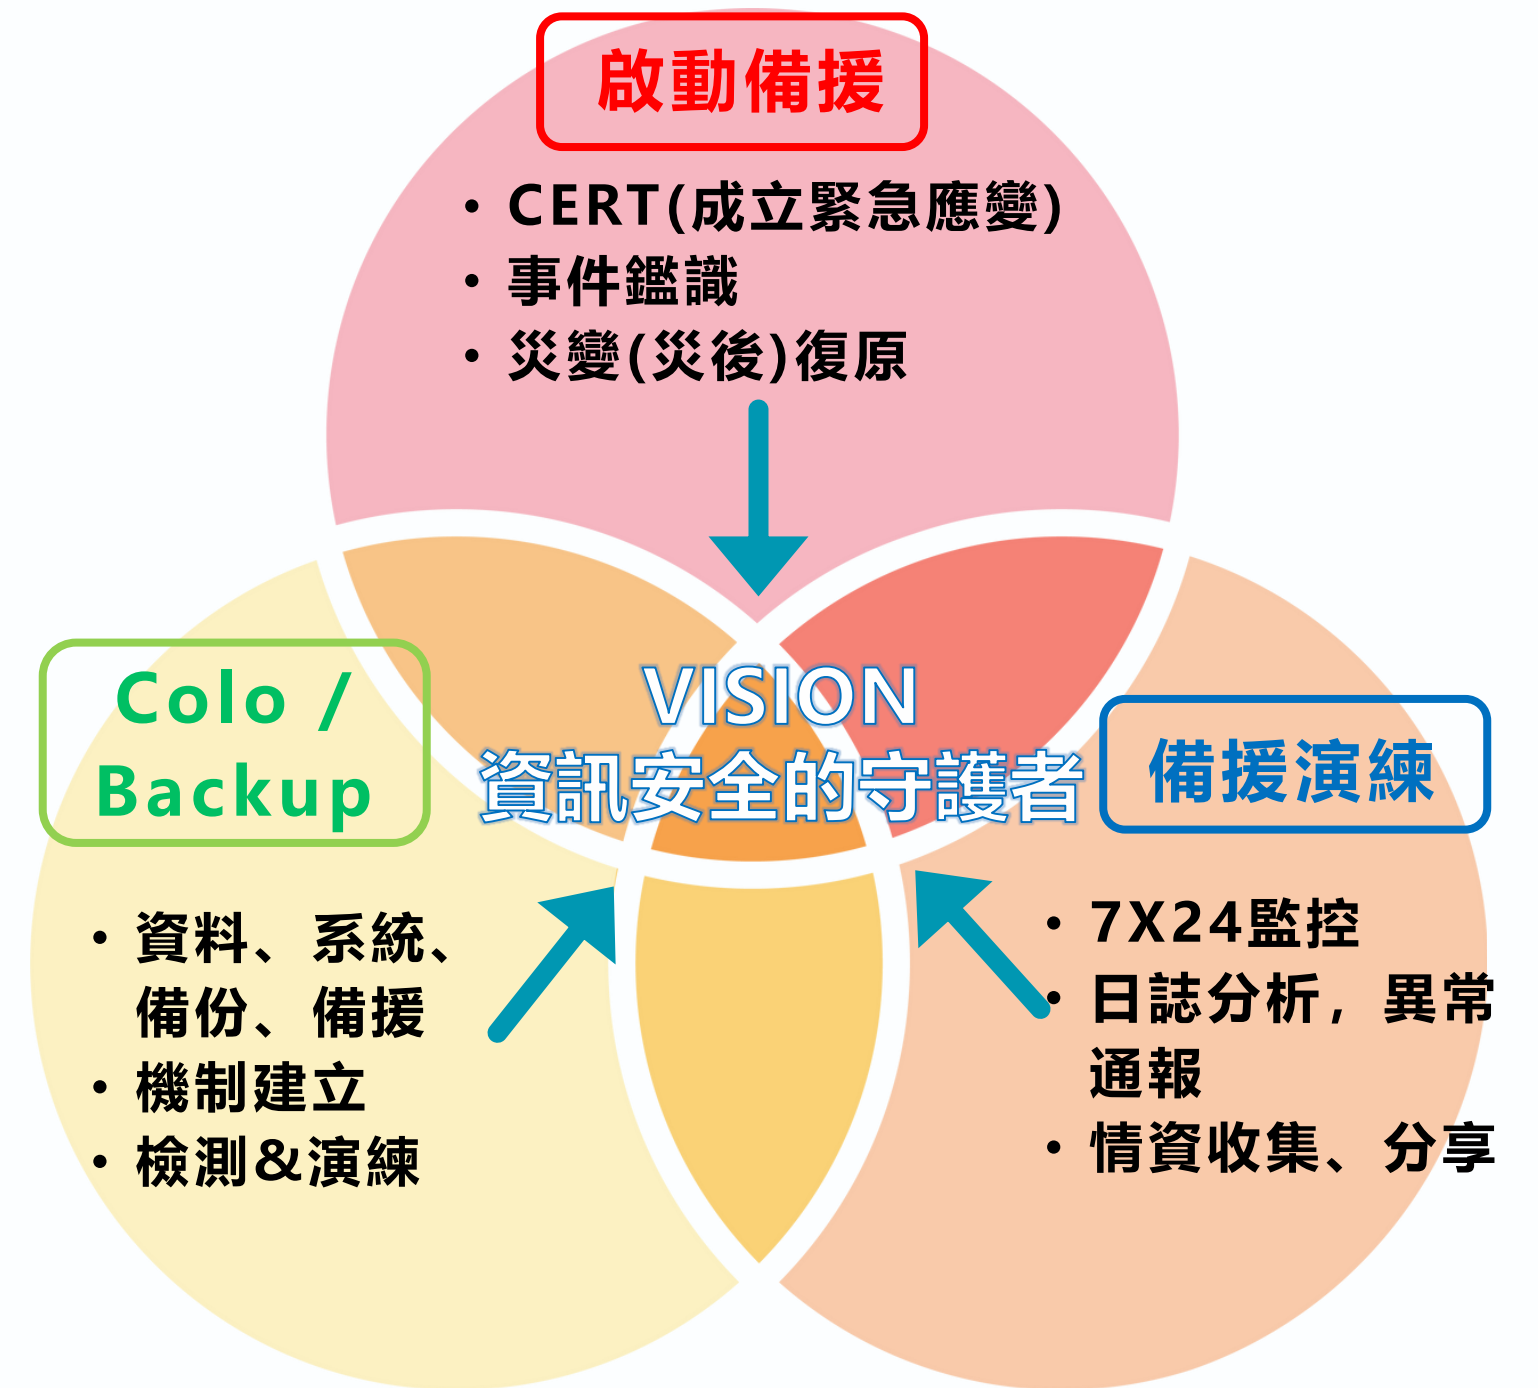 啟動備援
• CERT(成立緊急應變)
• 事件鑑識
• 災變(災後)復原
VISION
資訊安全的守護者
Colo /
Backup
• 資料、系統、
備份、備援
• 機制建立
• 檢測&演練
備援演練
• 7X24監控
• 日誌分析，異常
通報
• 情資收集、分享